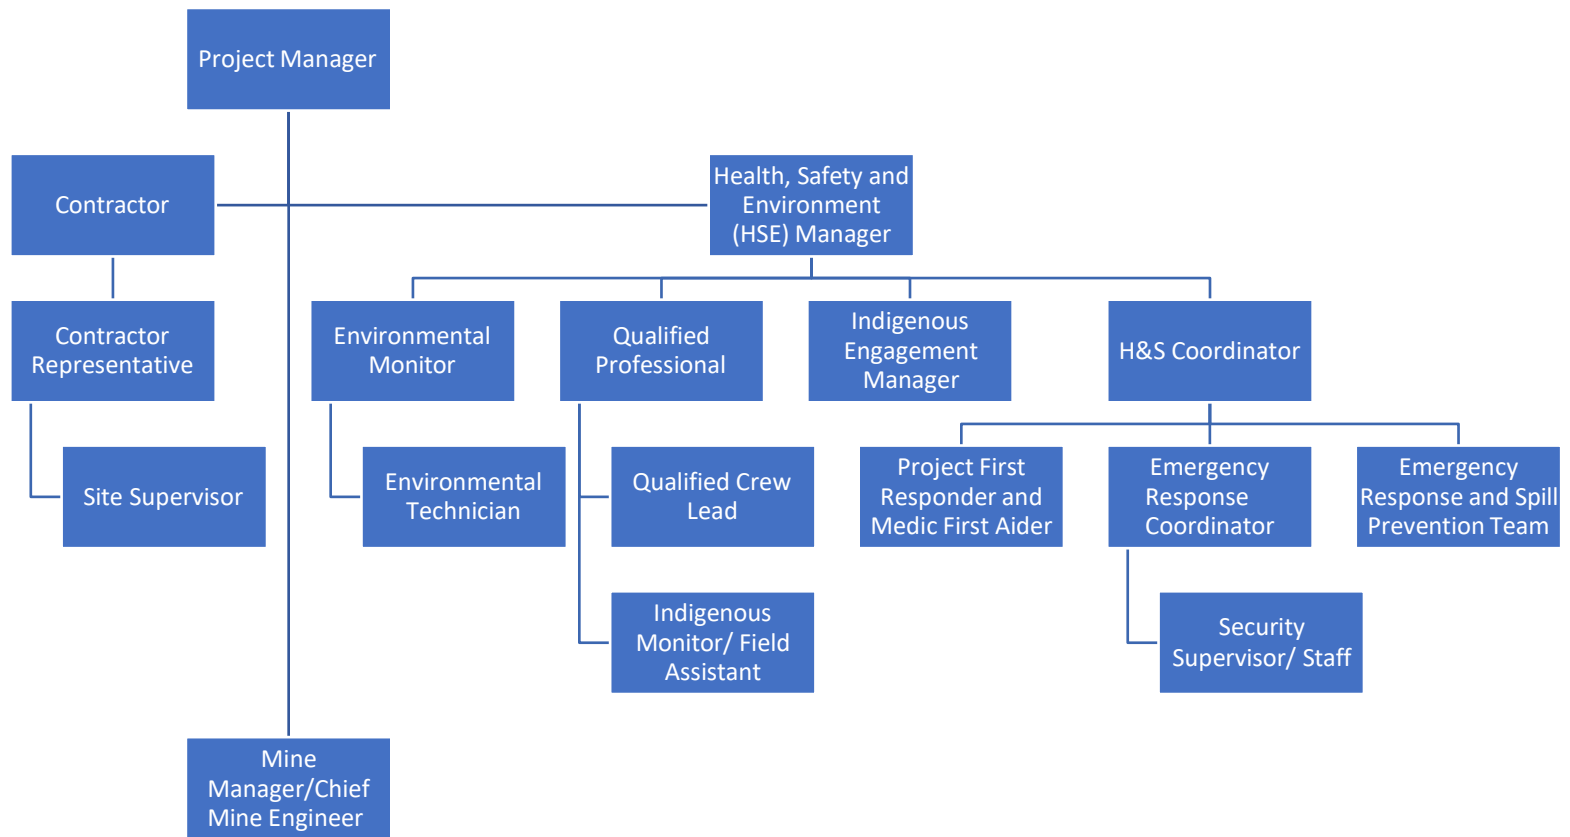 Project Manager
Contractor
Health, Safety and
Environment
(HSE) Manager
Contractor
Representative
Environmental
Monitor
Qualified
Professional
Indigenous
Engagement
Manager
H&S Coordinator
Site Supervisor
Environmental
Technician
Qualified Crew
Lead
Project First
Responder and
Medic First Aider
Emergency
Response
Coordinator
Emergency
Response and Spill
Prevention Team
Indigenous
Monitor/ Field
Assistant
Security
Supervisor/ Staff
Mine
Manager/Chief
Mine Engineer